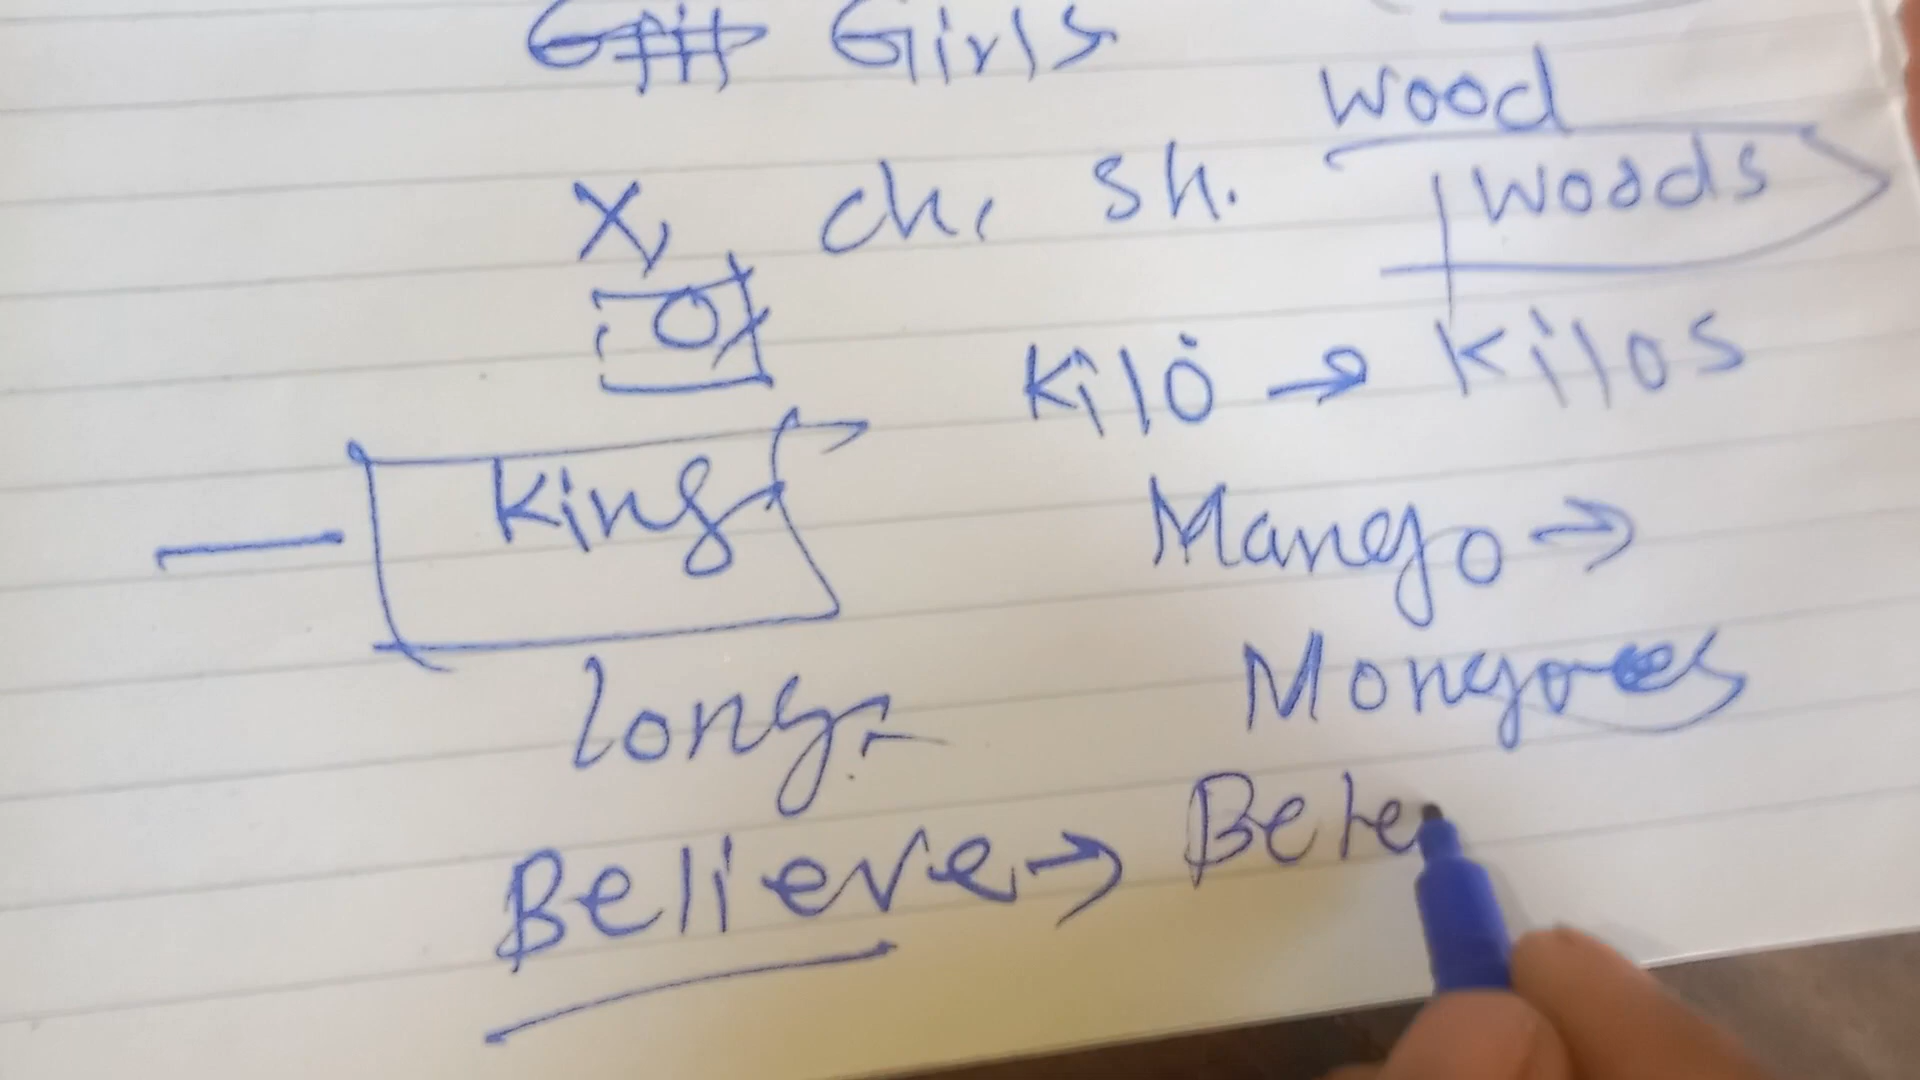 Girls
wood
x, ch, sh.
woods
O,
Kilo → Kilos
King
Mango →
Mongoes
long
Believe → Bele